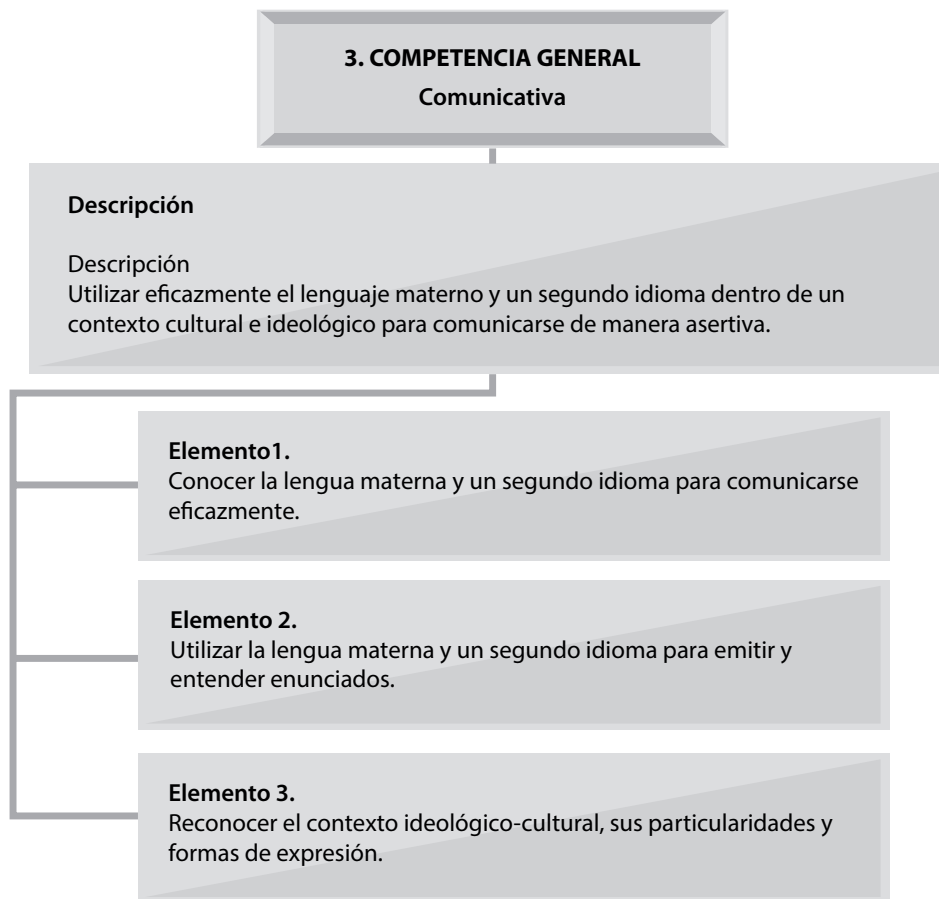 3. COMPETENCIA GENERAL
Comunicativa
Descripción
Descripción
Utilizar eficazmente el lenguaje materno y un segundo idioma dentro de un
contexto cultural e ideológico para comunicarse de manera asertiva.
Elemento1.
Conocer la lengua materna y un segundo idioma para comunicarse
eficazmente.
Elemento 2.
Utilizar la lengua materna y un segundo idioma para emitir y
entender enunciados.
Elemento 3.
Reconocer el contexto ideológico-cultural, sus particularidades y
formas de expresión.